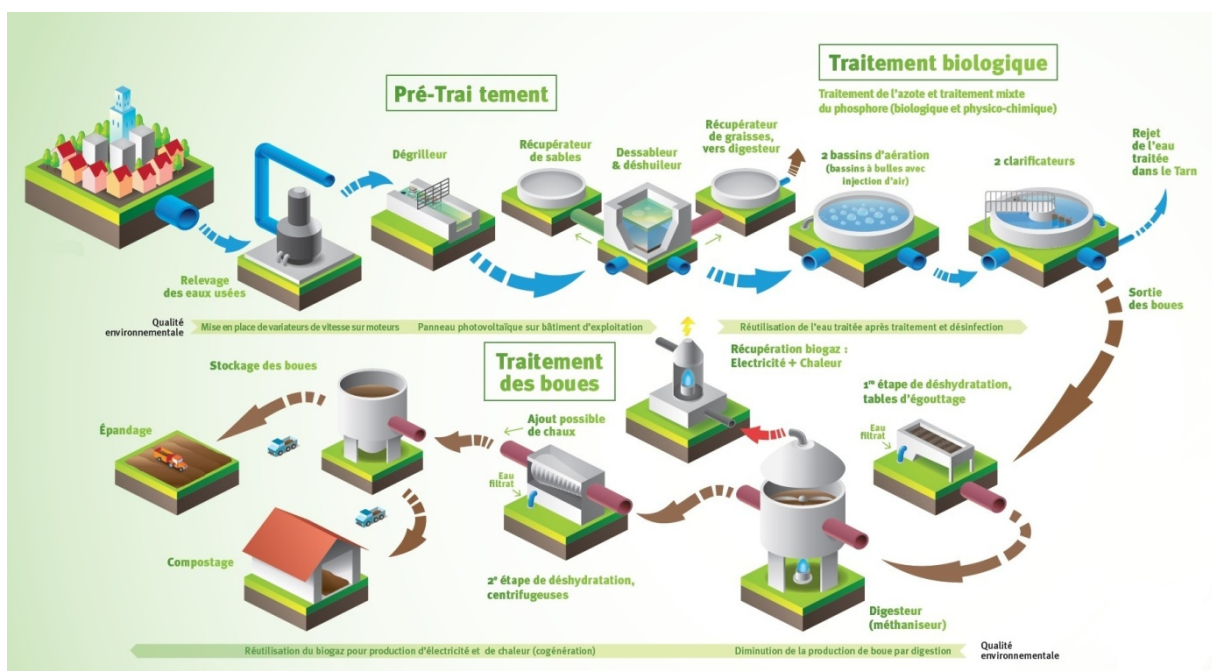 Traitement biologique
Traitement de l'azote et traitement mixte
du phosphore (biologique et physico-chimique)
Pré-Trai tement
Dégrilleur
Récupérateur
de sables
Dessableur
& déshuileur
Récupérateur
de graisses,
vers digesteur
2 bassins d'aération
(bassins à bulles avec
injection d'air)
2 clarificateurs
Rejet
de l'eau
traitée
dans le Tarn
Relevage
des eaux usées
Sortie
des boues
Qualité
environnementale
Mise en place de variateurs de vitesse sur moteurs
Panneau photovoltaïque sur bâtiment d'exploitation
Réutilisation de l'eau traitée après traitement et désinfection
Traitement
des boues
Récupération biogaz :
Electricité + Chaleur
Stockage des boues
1re étape de déshydratation,
tables d'égouttage
Eau
filtrat
Épandage
Ajout possible
de chaux
Eau
filtrat
Compostage
2e étape de déshydratation,
centrifugeuses
Digesteur
(méthaniseur)
Réutilisation du biogaz pour production d'électricité et de chaleur (cogénération)
Diminution de la production de boue par digestion
Qualité
environnementale